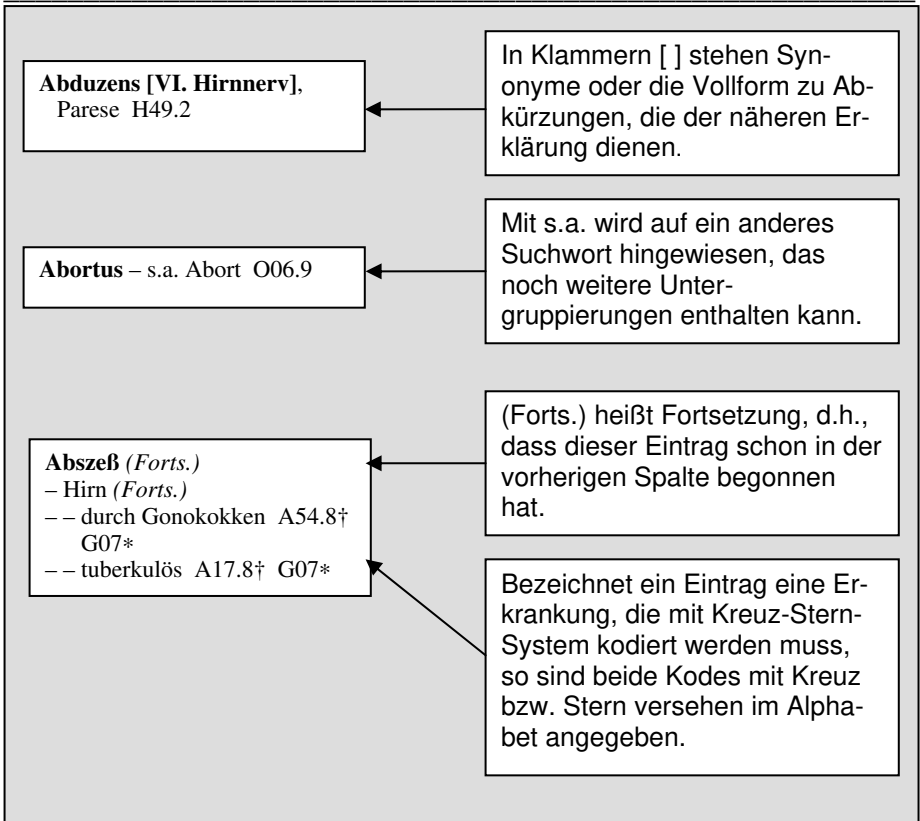 Abduzens [VI. Hirnnerv],
Parese H49.2
In Klammern [ ] stehen Syn-
onyme oder die Vollform zu Ab-
kürzungen, die der näheren Er-
klärung dienen.
Abortus – s.a. Abort O06.9
Mit s.a. wird auf ein anderes
Suchwort hingewiesen, das
noch weitere Unter-
gruppierungen enthalten kann.
Abszeß (Forts.)
– Hirn (Forts.)
– – durch Gonokokken A54.8†
G07*
– – tuberkulös A17.8† G07*
(Forts.) heißt Fortsetzung, d.h.,
dass dieser Eintrag schon in der
vorherigen Spalte begonnen
hat.
Bezeichnet ein Eintrag eine Er-
krankung, die mit Kreuz-Stern-
System kodiert werden muss,
so sind beide Kodes mit Kreuz
bzw. Stern versehen im Alpha-
bet angegeben.